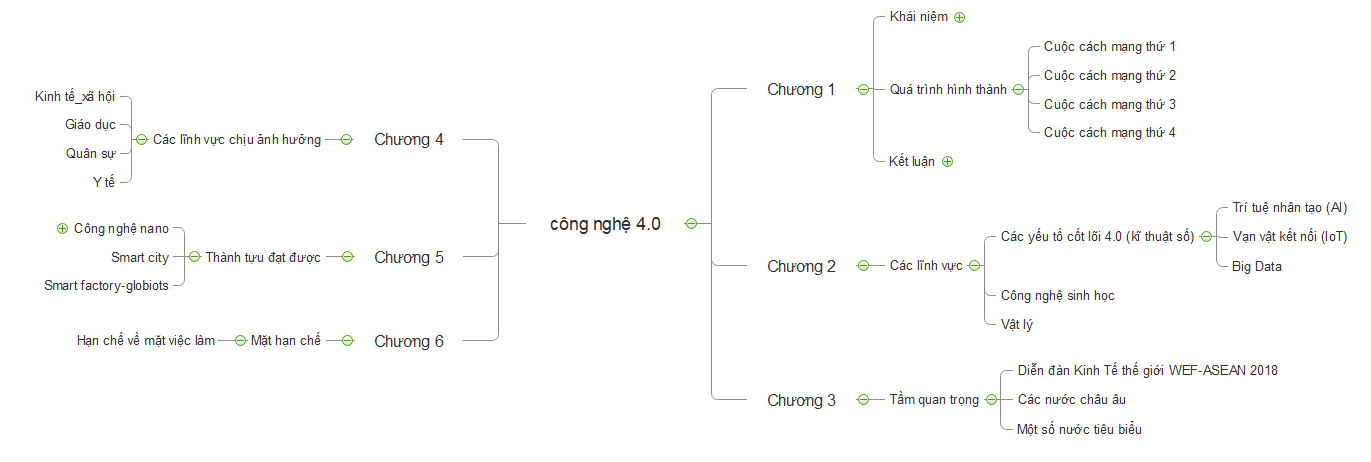 công nghệ 4.0
Chương 1
Khái niệm
Quá trình hình thành
Cuộc cách mạng thứ 1
Cuộc cách mạng thứ 2
Cuộc cách mạng thứ 3
Cuộc cách mạng thứ 4
Kết luận
Chương 2
Các lĩnh vực
Các yếu tố cốt lõi 4.0 (kĩ thuật số)
Trí tuệ nhân tạo (AI)
Vạn vật kết nối (IoT)
Big Data
Công nghệ sinh học
Vật lý
Chương 3
Tầm quan trọng
Diễn đàn Kinh Tế thế giới WEF-ASEAN 2018
Các nước châu âu
Một số nước tiêu biểu
Chương 4
Các lĩnh vực chịu ảnh hưởng
Kinh tế_xã hội
Giáo dục
Quân sự
Y tế
Chương 5
Thành tựu đạt được
Công nghệ nano
Smart city
Smart factory-globiots
Chương 6
Mặt hạn chế
Hạn chế về mặt việc làm